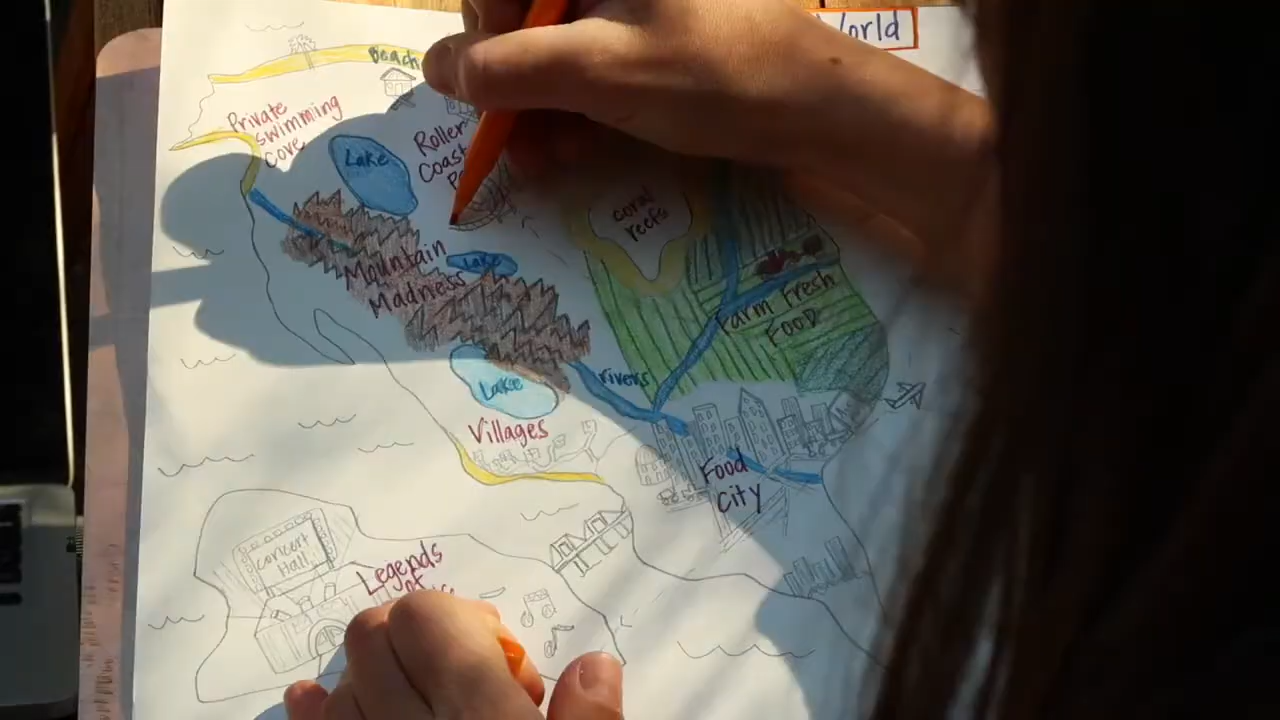 World
Beach
Private
swimming
cove
Lake
Roller
Coast
coral
reefs
Mountain
Madness
Lake
Farm Fresh
FOOD
rivers
Lake
Villages
Food
City
concert
Hall
Legends
of